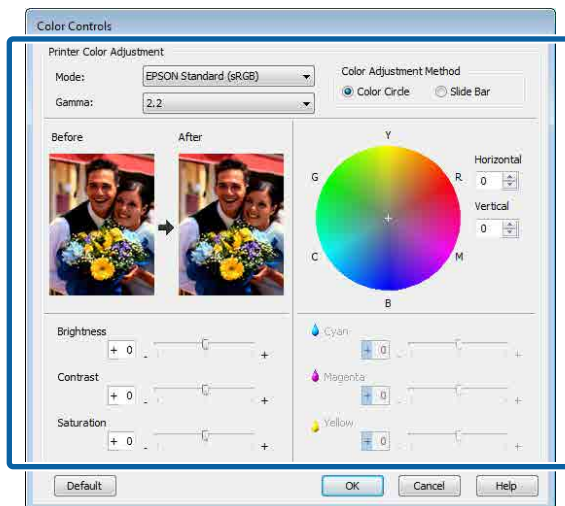 Color Controls
Printer Color Adjustment
Mode: EPSON Standard (sRGB)
Gamma: 2.2
Color Adjustment Method
Color Circle Slide Bar
Before After
Y
G R
C M
B
Horizontal
0
Vertical
0
Brightness
+ 0 - +
Contrast
+ 0 - +
Saturation
+ 0 - +
Cyan
+ 0 - +
Magenta
+ 0 - +
Yellow
+ 0 - +
Default OK Cancel Help